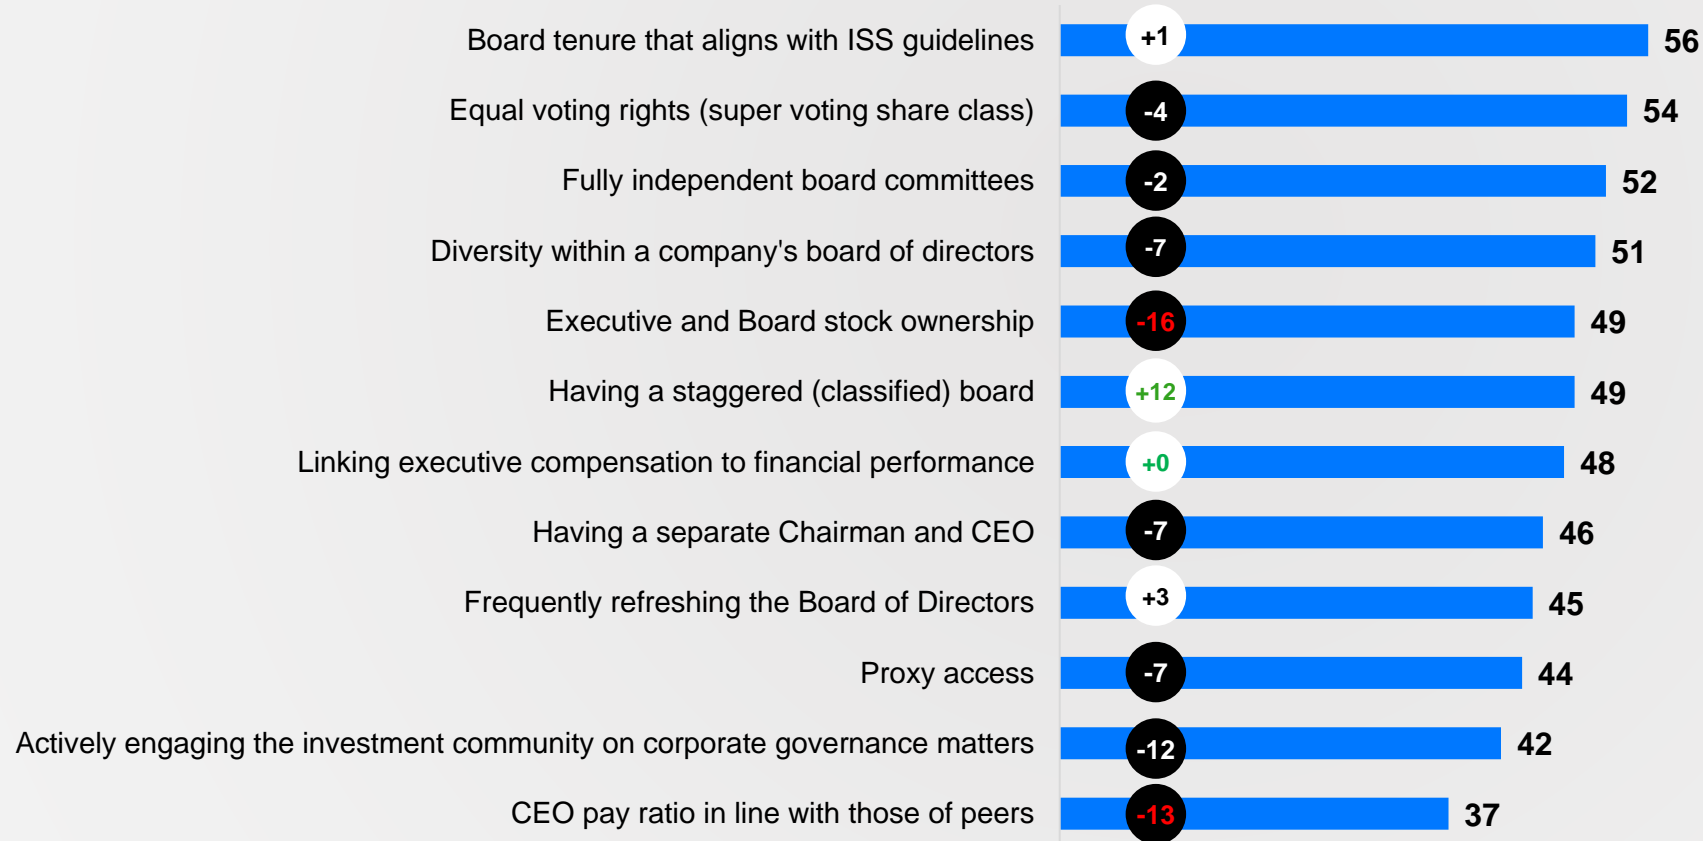 Board tenure that aligns with ISS guidelines +1 56
Equal voting rights (super voting share class) -4 54
Fully independent board committees -2 52
Diversity within a company's board of directors -7 51
Executive and Board stock ownership -16 49
Having a staggered (classified) board +12 49
Linking executive compensation to financial performance +0 48
Having a separate Chairman and CEO -7 46
Frequently refreshing the Board of Directors +3 45
Proxy access -7 44
Actively engaging the investment community on corporate governance matters -12 42
CEO pay ratio in line with those of peers -13 37